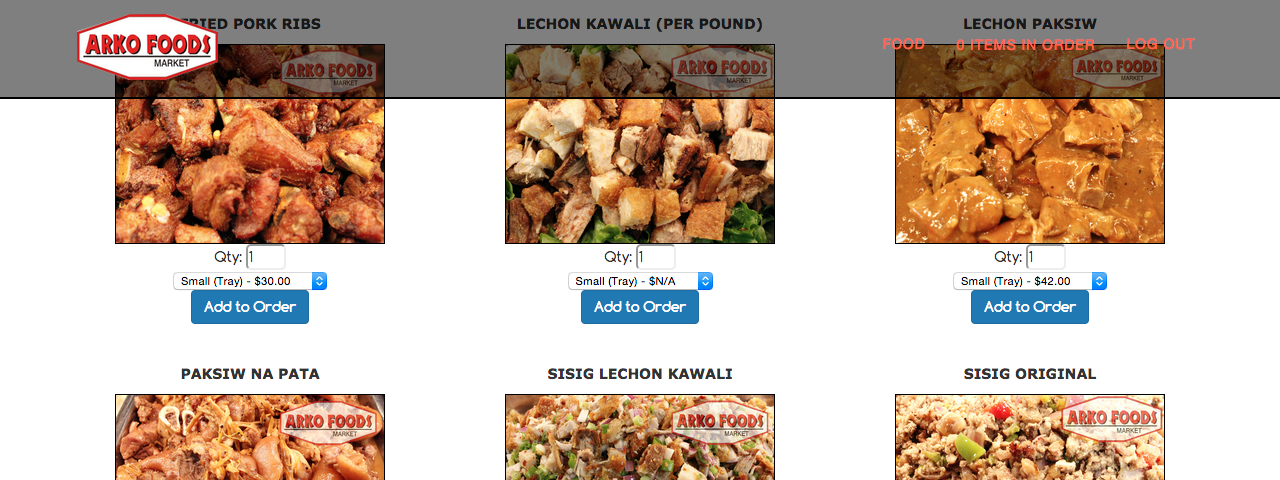 FRIED PORK RIBS
LECHON KAWALI (PER POUND)
LECHON PAKSIW
ARKO FOODS
MARKET
FOOD
0 ITEMS IN ORDER
LOG OUT
ARKO FOODS
MARKET
ARKO FOODS
MARKET
ARKO FOODS
MARKET
Qty: 1
Small (Tray) - $30.00
Add to Order
Qty: 1
Small (Tray) - $N/A
Add to Order
Qty: 1
Small (Tray) - $42.00
Add to Order
PAKSIW NA PATA
SISIG LECHON KAWALI
SISIG ORIGINAL
ARKO FOODS
MARKET
ARKO FOODS
MARKET
ARKO FOODS
MARKET